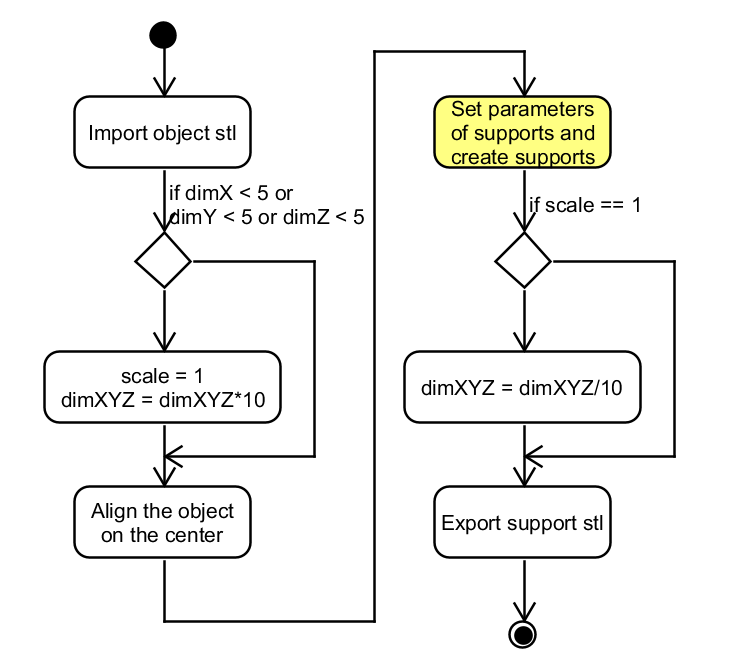 Import object stl
if dimX < 5 or
dimY < 5 or dimZ < 5
scale = 1
dimXYZ = dimXYZ*10
Align the object
on the center
Set parameters
of supports and
create supports
if scale == 1
dimXYZ = dimXYZ/10
Export support stl